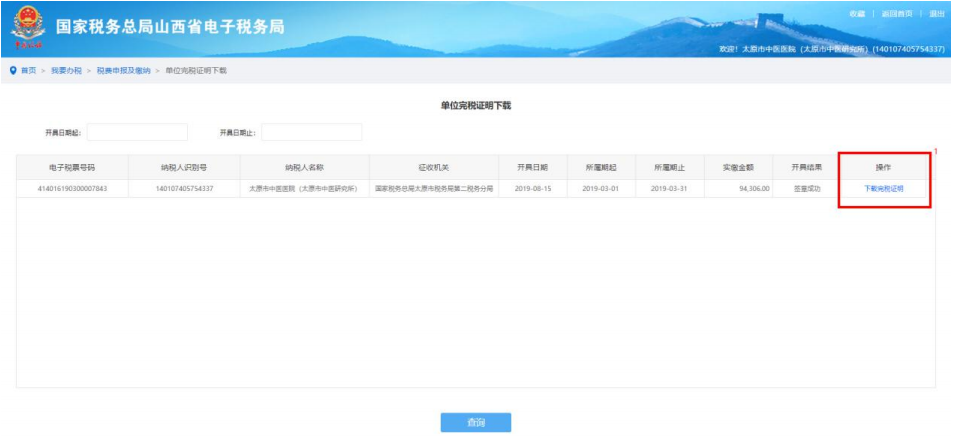 收藏 | 返回首页 | 退出
国家税务总局山西省电子税务局
欢迎! 太原市中医医院 (太原市中医研究所) (140107405754337)
首页 > 我要办税 > 税费申报及缴纳 > 单位完税证明下载
单位完税证明下载
开具日期起: 开具日期止:
1
电子税票号码 纳税人识别号 纳税人名称 征收机关 开具日期 所属期起 所属期止 实缴金额 开具结果 操作
414016190300007843 140107405754337 太原市中医医院 (太原市中医研究所) 国家税务总局太原市税务局第二税务分局 2019-08-15 2019-03-01 2019-03-31 94,306.00 签章成功 下载完税证明
查询